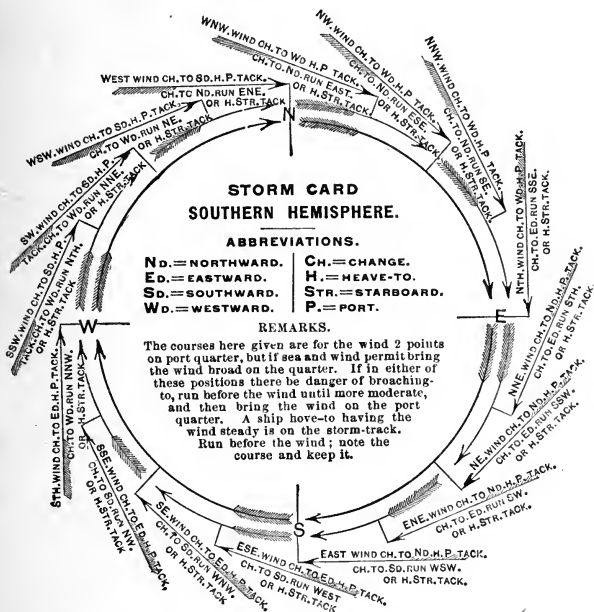 STORM CARD
SOUTHERN HEMISPHERE.
ABBREVIATIONS.
ND.=NORTHWARD.
ED.=EASTWARD.
SD.=SOUTHWARD.
WD.=WESTWARD.
CH.=CHANGE.
H.=HEAVE-TO.
STR.=STARBOARD.
P.=PORT.
REMARKS.
The courses here given are for the wind 2 points
on port quarter, but if sea and wind permit bring
the wind broad on the quarter. If in either of
these positions there be danger of broaching-
to, run before the wind until more moderate,
and then bring the wind on the port
quarter. A ship hove-to having the
wind steady is on the storm-track.
Run before the wind; note the
course and keep it.
N
E
S
W
WEST WIND CH. TO SD. H. P. TACK.
CH. TO ND. RUN ENE.
OR H. STR. TACK
WNW. WIND CH. TO WD H. P TACK.
CH. TO ND. RUN EAST.
OR H. STR. TACK
NW. WIND CH. TO WD. H. P. TACK.
CH. TO ND. RUN ESE.
OR H. STR. TACK.
NNW. WIND CH. TO WD. H. P. TACK.
CH. TO ND. RUN SE.
OR H. STR. TACK.
NTH. WIND CH. TO WD. H. P. TACK.
CH. TO ED. RUN SSE.
OR H. STR. TACK.
NNE. WIND CH. TO ND. H. P. TACK.
CH. TO ED. RUN STH.
OR H. STR. TACK.
NE. WIND CH. TO ND. H. P. TACK.
CH. TO ED. RUN SSW.
OR H. STR. TACK.
ENE. WIND CH. TO ND. H. P. TACK.
CH. TO ED. RUN SW.
OR H. STR. TACK.
EAST WIND CH. TO ND. H. P. TACK.
CH. TO SD. RUN WSW.
OR H. STR. TACK.
ESE. WIND CH. TO ED. H. P. TACK.
CH. TO SD. RUN WEST
OR H. STR. TACK.
SE. WIND CH. TO ED. H. P. TACK.
CH. TO SD. RUN WNW.
OR H. STR. TACK.
SSE. WIND CH. TO ED. H. P. TACK.
CH. TO SD RUN NW.
OR H. STR. TACK
STH. WIND CH. TO ED. H. P. TACK.
CH. TO WD. RUN NNW.
OR H. STR. TACK.
SSW. WIND CH. TO SD. H. P.
TACK. CH. TO WD. RUN NTH.
OR H. STR. TACK
SW. WIND CH. TO SD. H. P.
TACK. CH. TO WD RUN NNE.
OR H. STR. TACK
WSW. WIND CH. TO SD. H. P. TACK.
CH. TO WD. RUN NE.
OR H. STR. TACK